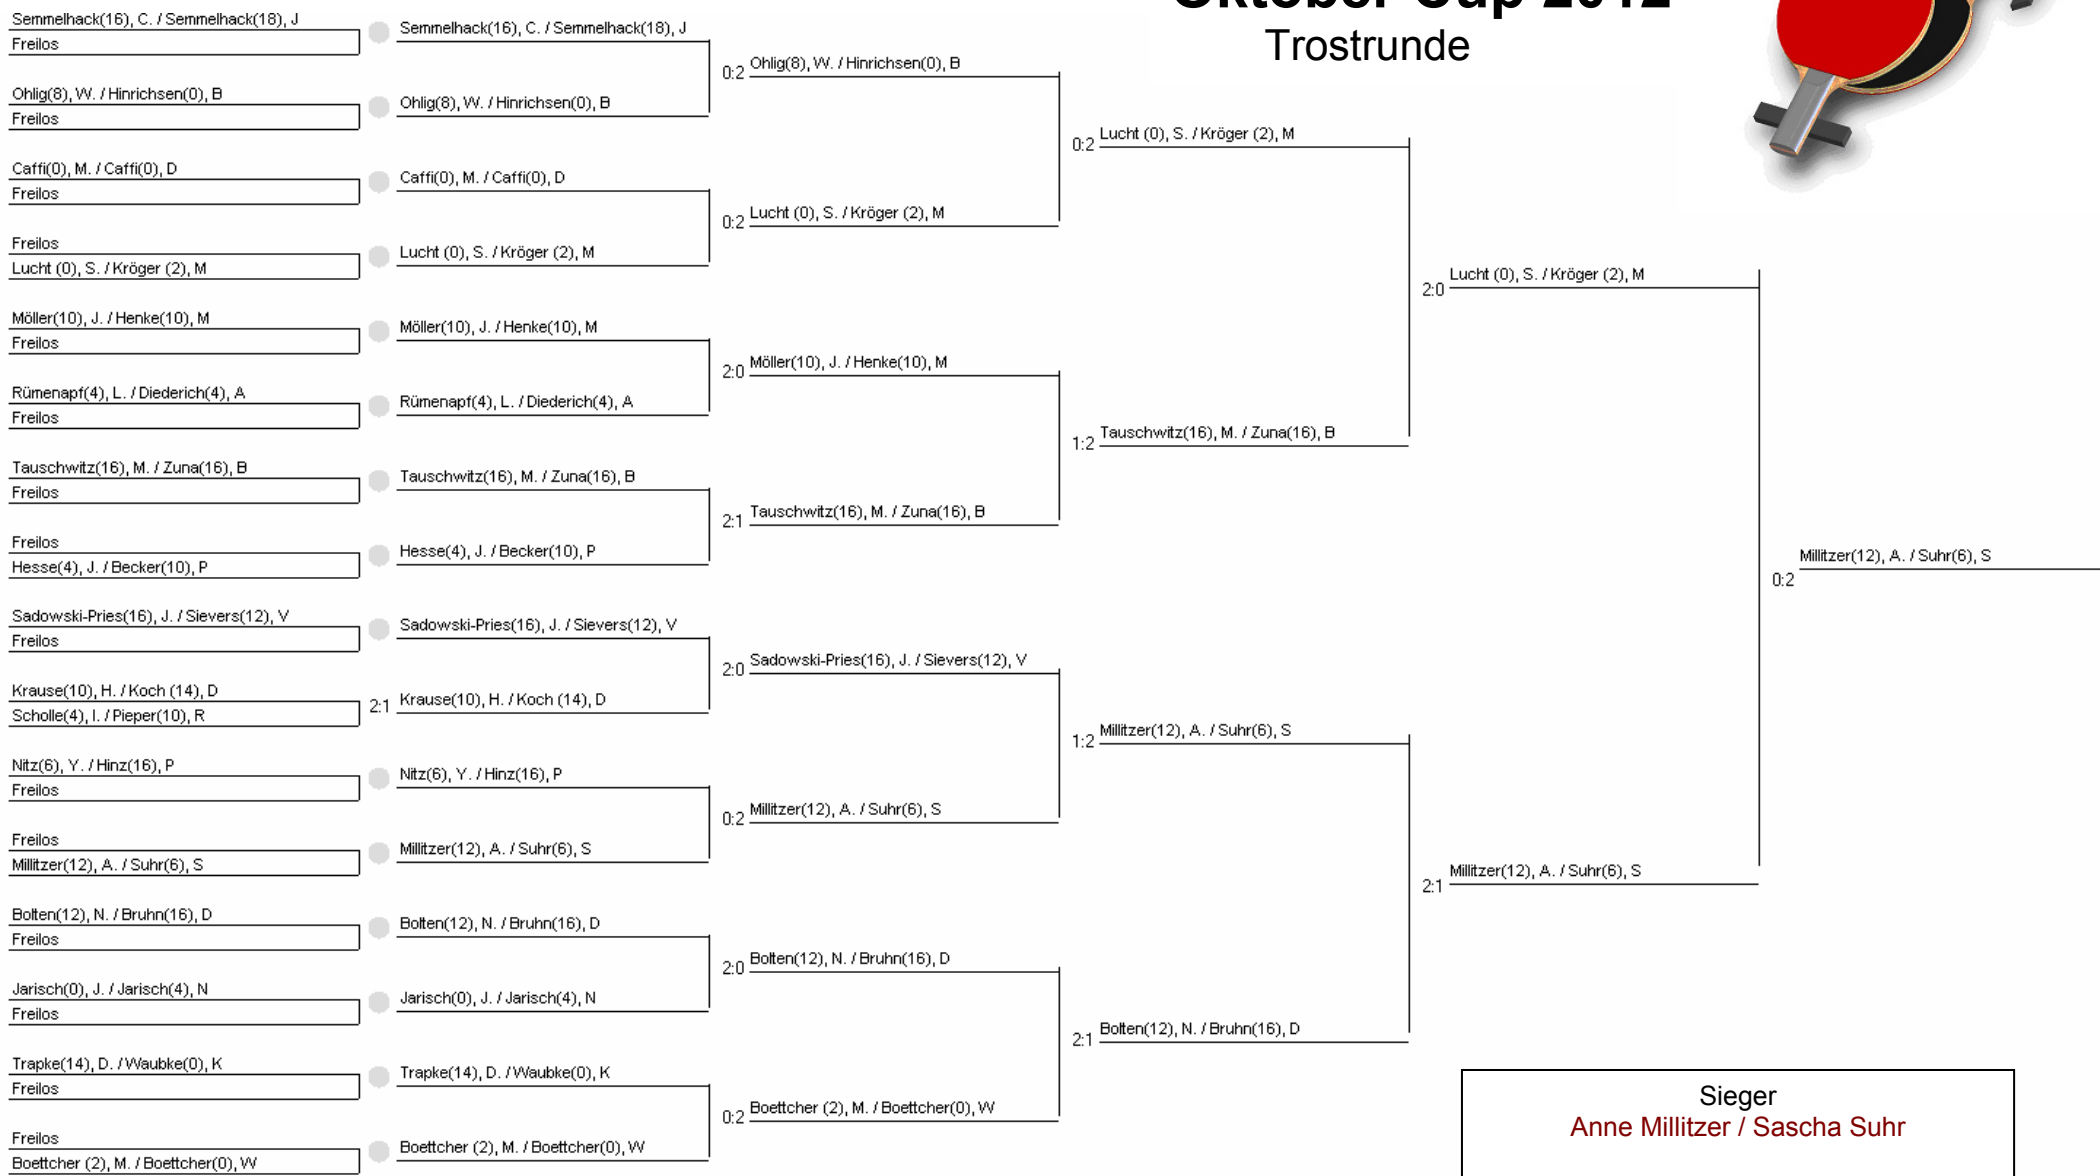 Oktober Cup 2012
Trostrunde
Semmelhack(16), C. / Semmelhack(18), J
Freilos
Ohlig(8), W. / Hinrichsen(0), B
Freilos
Caffi(0), M. / Caffi(0), D
Freilos
Freilos
Lucht (0), S. / Kröger (2), M
Möller(10), J. / Henke(10), M
Freilos
Rümenapf(4), L. / Diederich(4), A
Freilos
Tauschwitz(16), M. / Zuna(16), B
Freilos
Freilos
Hesse(4), J. / Becker(10), P
Sadowski-Pries(16), J. / Sievers(12), V
Freilos
Krause(10), H. / Koch (14), D
Scholle(4), I. / Pieper(10), R
Nitz(6), Y. / Hinz(16), P
Freilos
Freilos
Millitzer(12), A. / Suhr(6), S
Bolten(12), N. / Bruhn(16), D
Freilos
Jarisch(0), J. / Jarisch(4), N
Freilos
Trapke(14), D. / Waubke(0), K
Freilos
Freilos
Boettcher (2), M. / Boettcher(0), W
Semmelhack(16), C. / Semmelhack(18), J
Ohlig(8), W. / Hinrichsen(0), B
Caffi(0), M. / Caffi(0), D
Lucht (0), S. / Kröger (2), M
Möller(10), J. / Henke(10), M
Rümenapf(4), L. / Diederich(4), A
Tauschwitz(16), M. / Zuna(16), B
Hesse(4), J. / Becker(10), P
Sadowski-Pries(16), J. / Sievers(12), V
2:1 Krause(10), H. / Koch (14), D
Nitz(6), Y. / Hinz(16), P
Millitzer(12), A. / Suhr(6), S
Bolten(12), N. / Bruhn(16), D
Jarisch(0), J. / Jarisch(4), N
Trapke(14), D. / Waubke(0), K
Boettcher (2), M. / Boettcher(0), W
0:2 Ohlig(8), W. / Hinrichsen(0), B
0:2 Lucht (0), S. / Kröger (2), M
2:0 Möller(10), J. / Henke(10), M
2:1 Tauschwitz(16), M. / Zuna(16), B
2:0 Sadowski-Pries(16), J. / Sievers(12), V
0:2 Millitzer(12), A. / Suhr(6), S
2:0 Bolten(12), N. / Bruhn(16), D
0:2 Boettcher (2), M. / Boettcher(0), W
0:2 Lucht (0), S. / Kröger (2), M
1:2 Tauschwitz(16), M. / Zuna(16), B
1:2 Millitzer(12), A. / Suhr(6), S
2:1 Bolten(12), N. / Bruhn(16), D
2:0 Lucht (0), S. / Kröger (2), M
2:1 Millitzer(12), A. / Suhr(6), S
0:2 Millitzer(12), A. / Suhr(6), S
Sieger
Anne Millitzer / Sascha Suhr